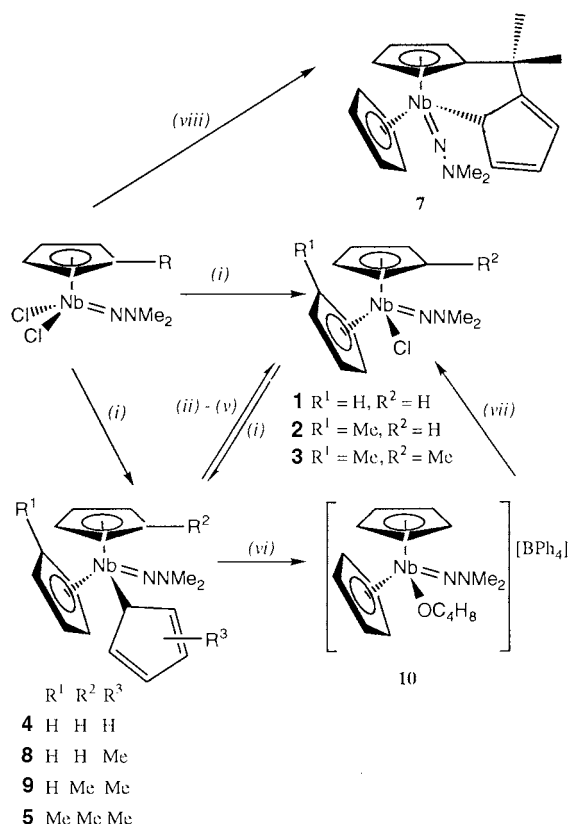 (viii)
Nb
N
NMe₂
7
R
Cl
Cl
Nb
NNMe₂
(i)
R¹
R²
Nb
NNMe₂
Cl
(i)
(ii) - (v)
(i)
1 R¹ = H, R² = H
2 R¹ = Me, R² = H
3 R¹ = Me, R² = Me
(vii)
R¹
R²
Nb
NNMe₂
R³
(vi)
Nb
NNMe₂
OC₄H₈
[BPh₄]
10
R¹ R² R³
4 H H H
8 H H Me
9 H Me Me
5 Me Me Me